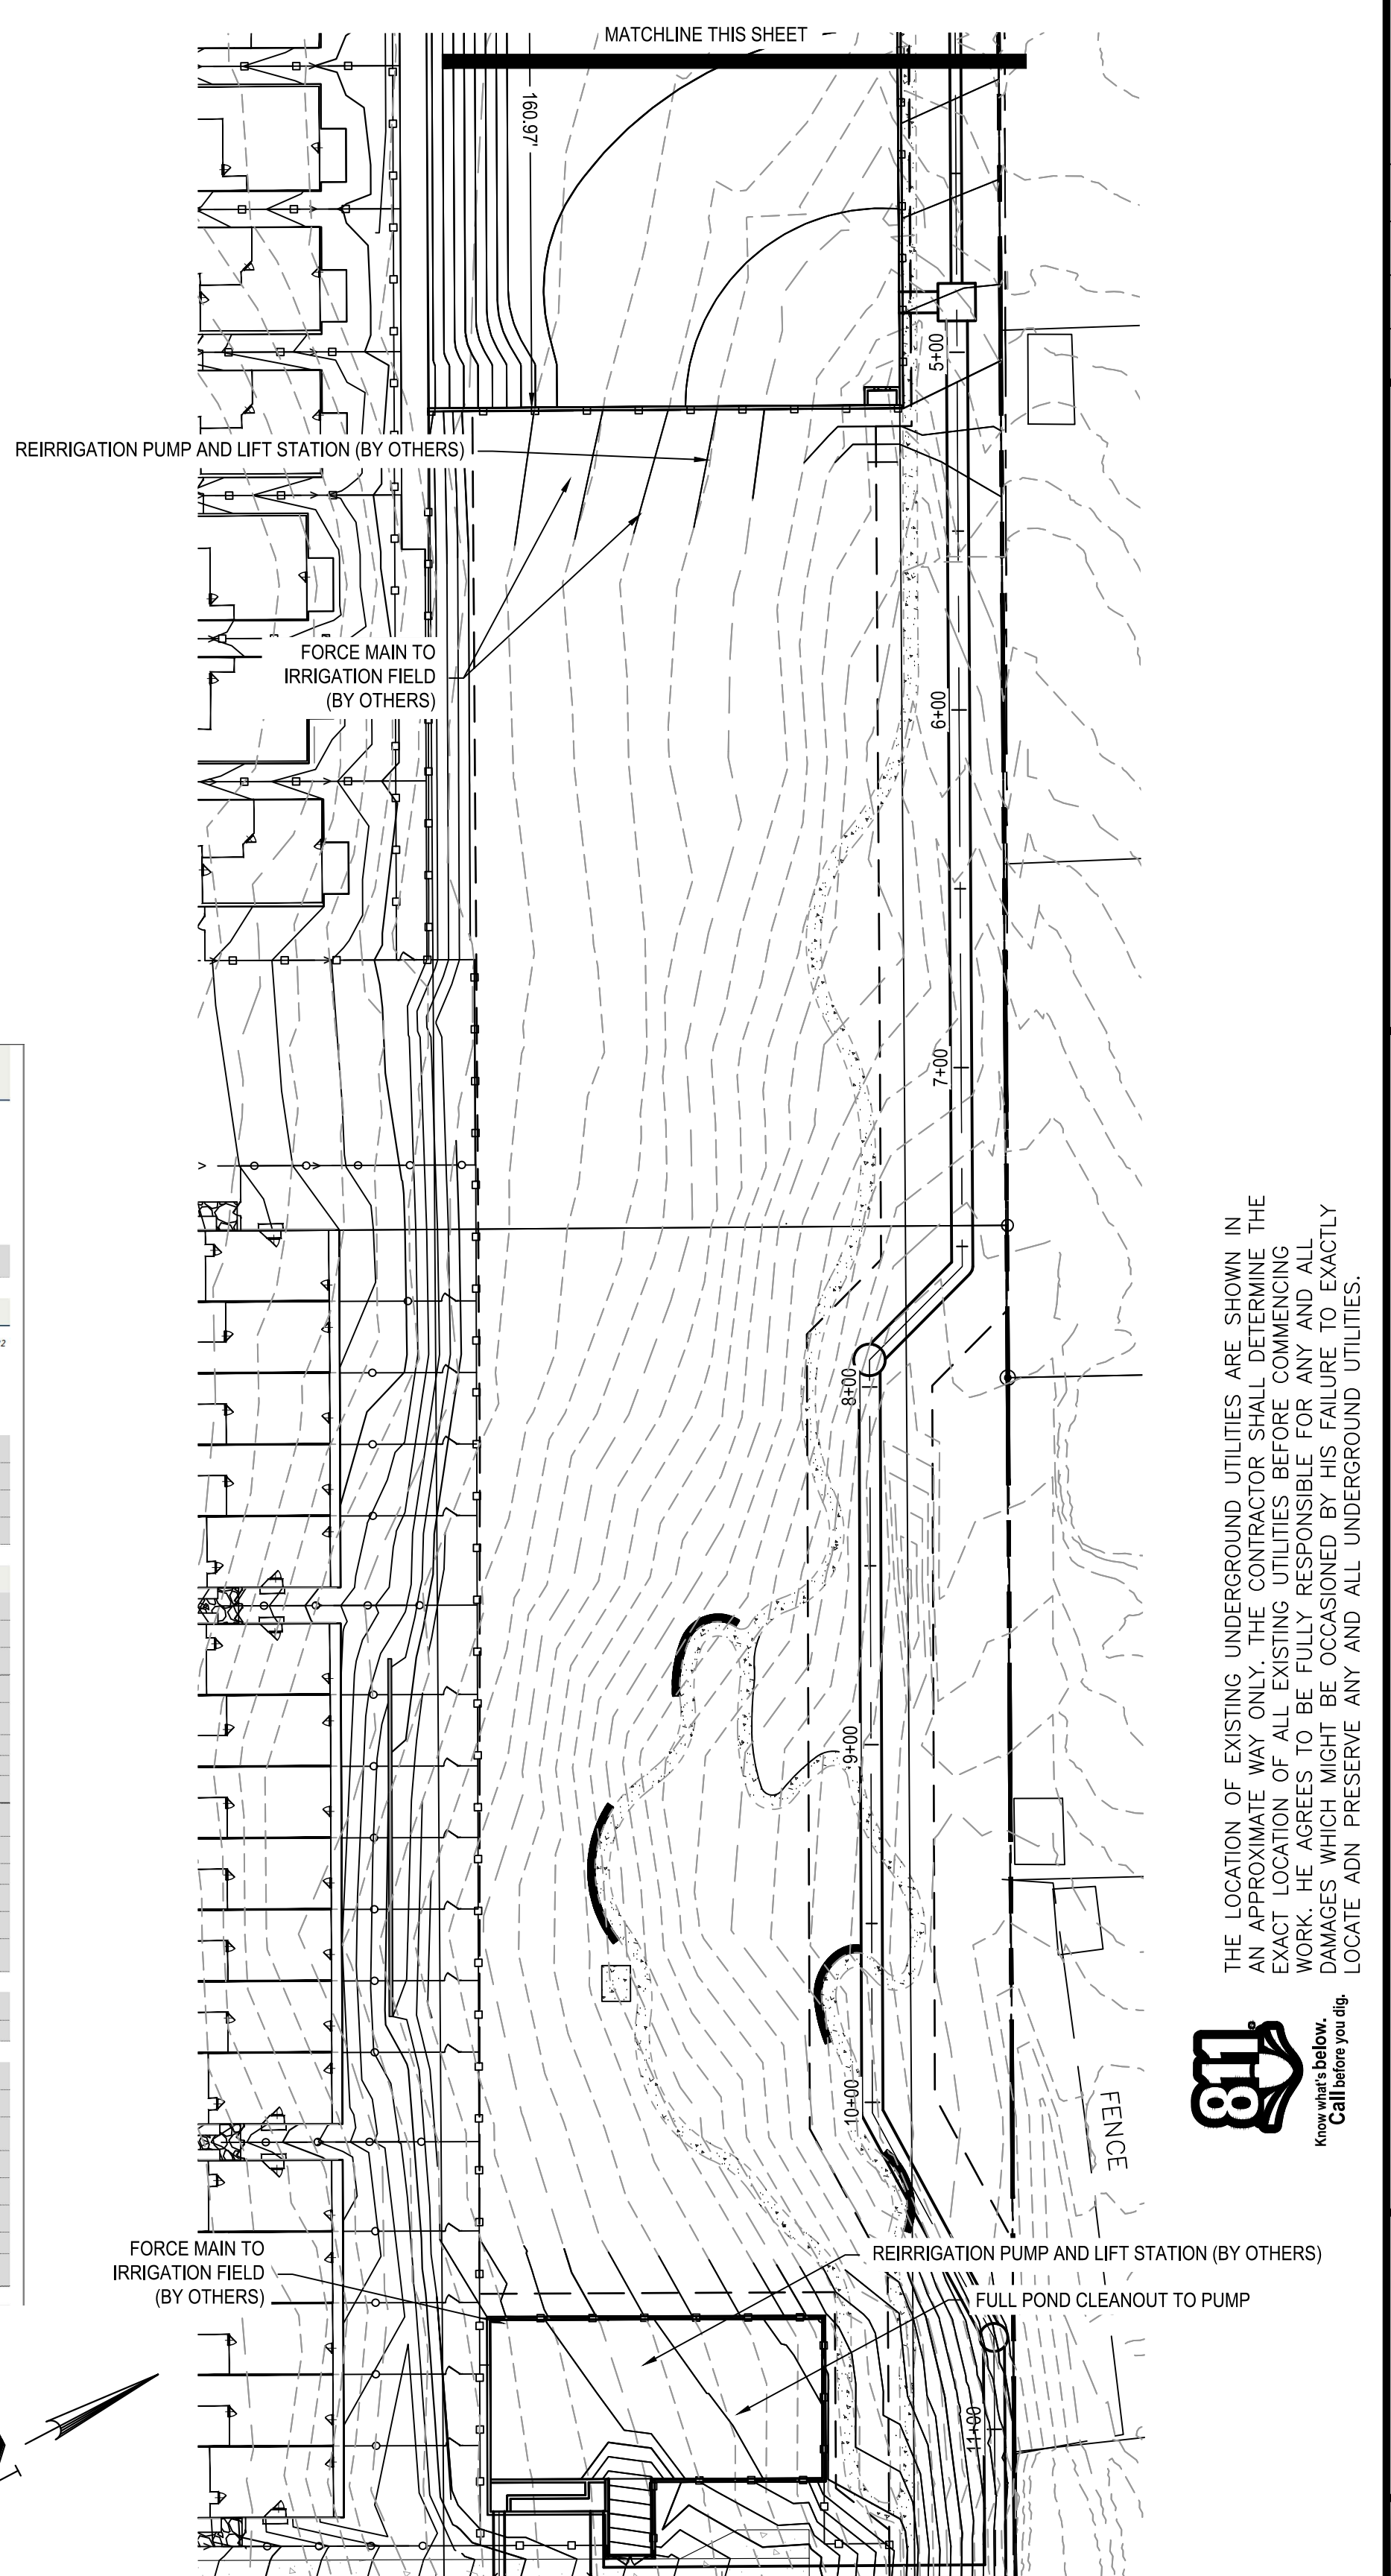 MATCHLINE THIS SHEET
160.97'
5+00
REIRRIGATION PUMP AND LIFT STATION (BY OTHERS)
FORCE MAIN TO
IRRIGATION FIELD
(BY OTHERS)
6+00
7+00
8+00
9+00
10+00
FENCE
THE LOCATION OF EXISTING UNDERGROUND UTILITIES ARE SHOWN IN
AN APPROXIMATE WAY ONLY. THE CONTRACTOR SHALL DETERMINE THE
EXACT LOCATION OF ALL EXISTING UTILITIES BEFORE COMMENCING
WORK. HE AGREES TO BE FULLY RESPONSIBLE FOR ANY AND ALL
DAMAGES WHICH MIGHT BE OCCASIONED BY HIS FAILURE TO EXACTLY
LOCATE ADN PRESERVE ANY AND ALL UNDERGROUND UTILITIES.
811
Know what's below.
Call before you dig.
FORCE MAIN TO
IRRIGATION FIELD
(BY OTHERS)
REIRRIGATION PUMP AND LIFT STATION (BY OTHERS)
FULL POND CLEANOUT TO PUMP
11+00